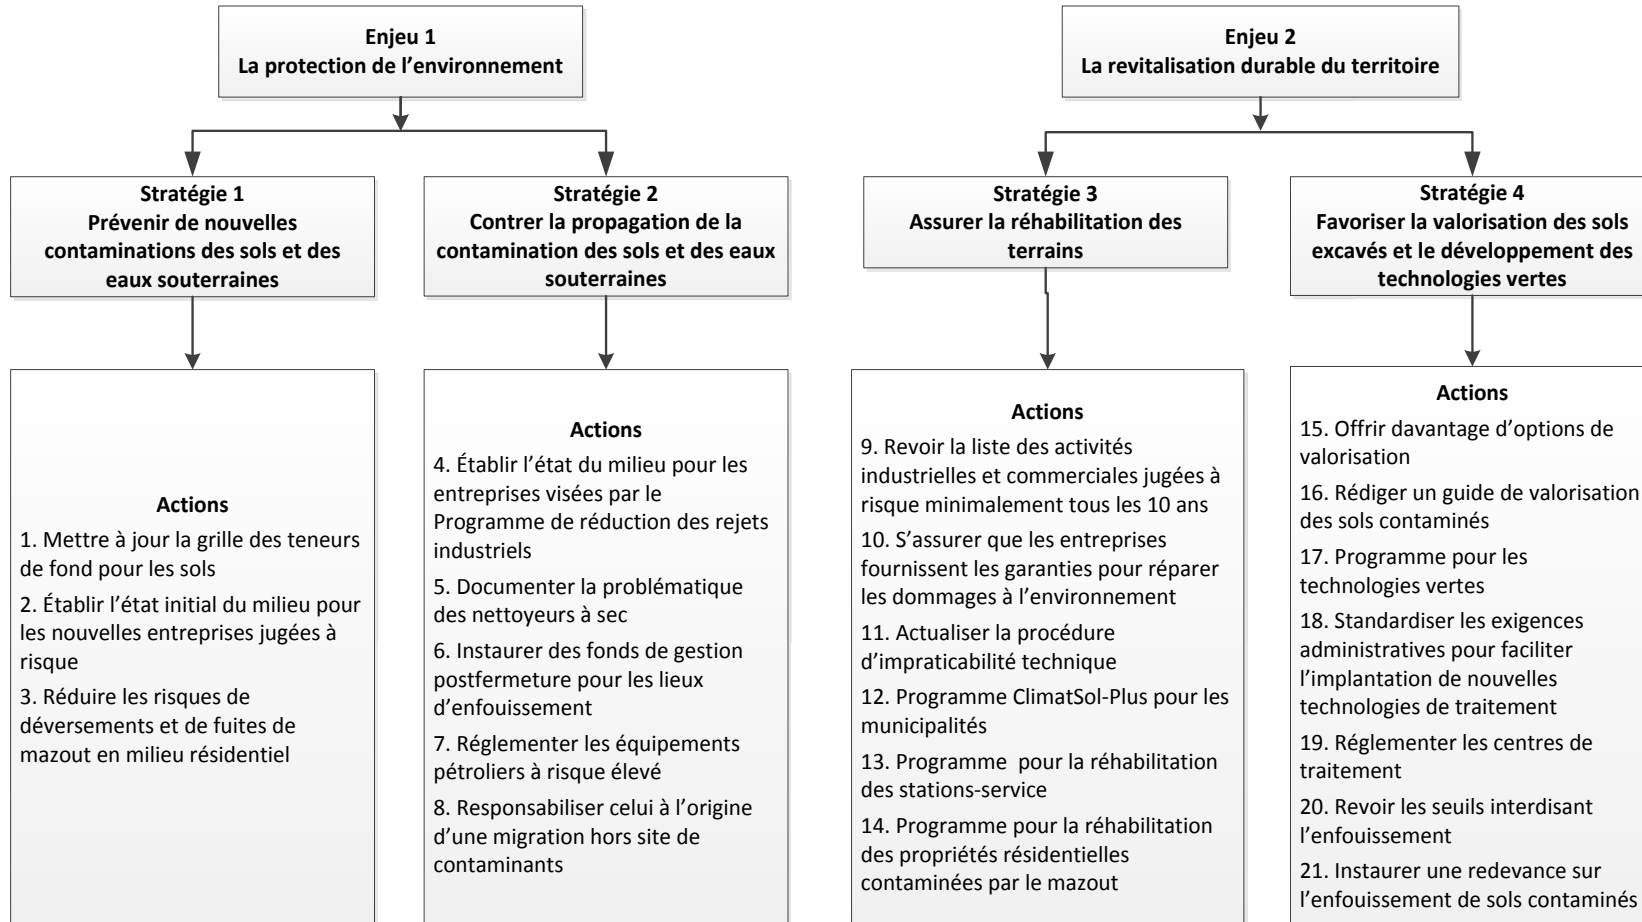 Enjeu 1
La protection de l'environnement
Enjeu 2
La revitalisation durable du territoire
Stratégie 1
Prévenir de nouvelles
contaminations des sols et des
eaux souterraines
Stratégie 2
Contrer la propagation de la
contamination des sols et des eaux
souterraines
Stratégie 3
Assurer la réhabilitation des
terrains
Stratégie 4
Favoriser la valorisation des sols
excavés et le développement des
technologies vertes
Actions
1. Mettre à jour la grille des teneurs
de fond pour les sols
2. Établir l'état initial du milieu pour
les nouvelles entreprises jugées à
risque
3. Réduire les risques de
déversements et de fuites de
mazout en milieu résidentiel
Actions
4. Établir l'état du milieu pour les
entreprises visées par le
Programme de réduction des rejets
industriels
5. Documenter la problématique
des nettoyeurs à sec
6. Instaurer des fonds de gestion
postfermeture pour les lieux
d'enfouissement
7. Réglementer les équipements
pétroliers à risque élevé
8. Responsabiliser celui à l'origine
d'une migration hors site de
contaminants
Actions
9. Revoir la liste des activités
industrielles et commerciales jugées à
risque minimalement tous les 10 ans
10. S'assurer que les entreprises
fournissent les garanties pour réparer
les dommages à l'environnement
11. Actualiser la procédure
d'impraticabilité technique
12. Programme ClimatSol-Plus pour les
municipalités
13. Programme  pour la réhabilitation
des stations-service
14. Programme pour la réhabilitation
des propriétés résidentielles
contaminées par le mazout
Actions
15. Offrir davantage d'options de
valorisation
16. Rédiger un guide de valorisation
des sols contaminés
17. Programme pour les
technologies vertes
18. Standardiser les exigences
administratives pour faciliter
l'implantation de nouvelles
technologies de traitement
19. Réglementer les centres de
traitement
20. Revoir les seuils interdisant
l'enfouissement
21. Instaurer une redevance sur
l'enfouissement de sols contaminés